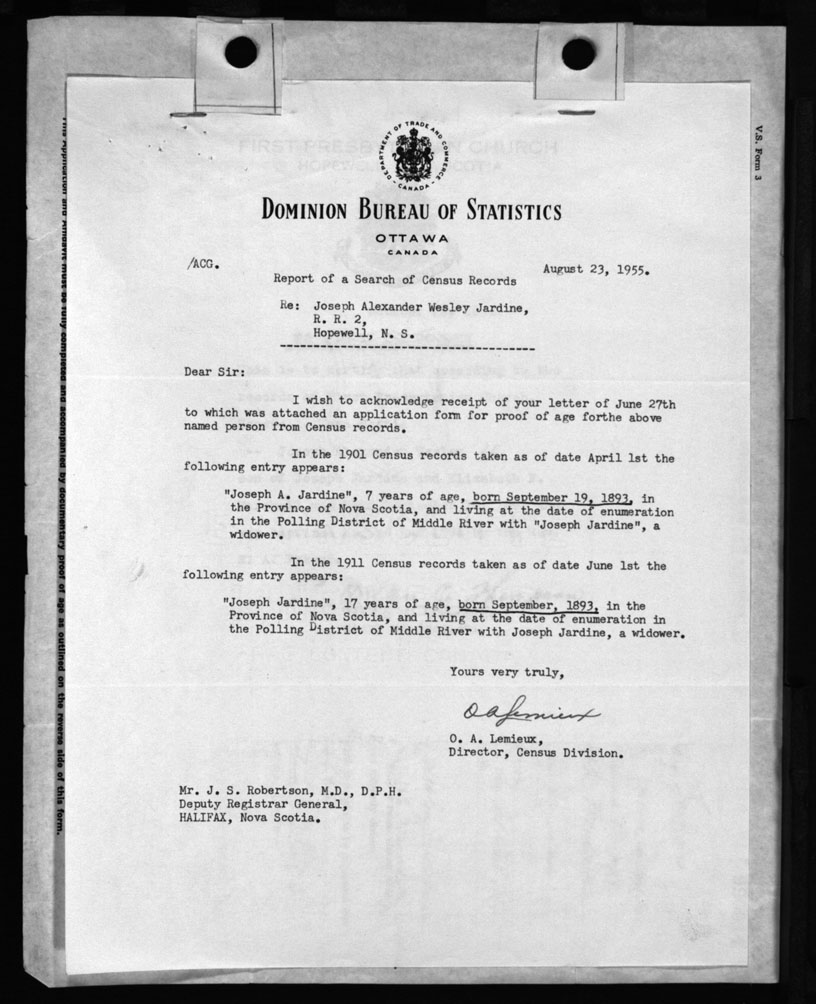 DEPARTMENT OF TRADE AND COMMERCE
CANADA
DOMINION BUREAU OF STATISTICS
OTTAWA
CANADA
/ACG.
August 23, 1955.
Report of a Search of Census Records
Re: Joseph Alexander Wesley Jardine,
R. R. 2,
Hopewell, N. S.
Dear Sir:
I wish to acknowledge receipt of your letter of June 27th
to which was attached an application form for proof of age forthe above
named person from Census records.
In the 1901 Census records taken as of date April 1st the
following entry appears:
"Joseph A. Jardine", 7 years of age, born September 19, 1893, in
the Province of Nova Scotia, and living at the date of enumeration
in the Polling District of Middle River with "Joseph Jardine", a
widower.
In the 1911 Census records taken as of date June 1st the
following entry appears:
"Joseph Jardine", 17 years of age, born September, 1893, in the
Province of Nova Scotia, and living at the date of enumeration in
the Polling District of Middle River with Joseph Jardine, a widower.
Yours very truly,
O A Lemieux
O. A. Lemieux,
Director, Census Division.
Mr. J. S. Robertson, M.D., D.P.H.
Deputy Registrar General,
HALIFAX, Nova Scotia.
V.S. Form 3
This Application and Affidavit must be fully completed and accompanied by documentary proof of age as outlined on the reverse side of this form.